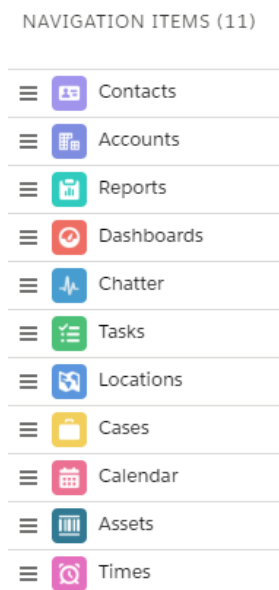 NAVIGATION ITEMS (11)
Contacts
Accounts
Reports
Dashboards
Chatter
Tasks
Locations
Cases
Calendar
Assets
Times